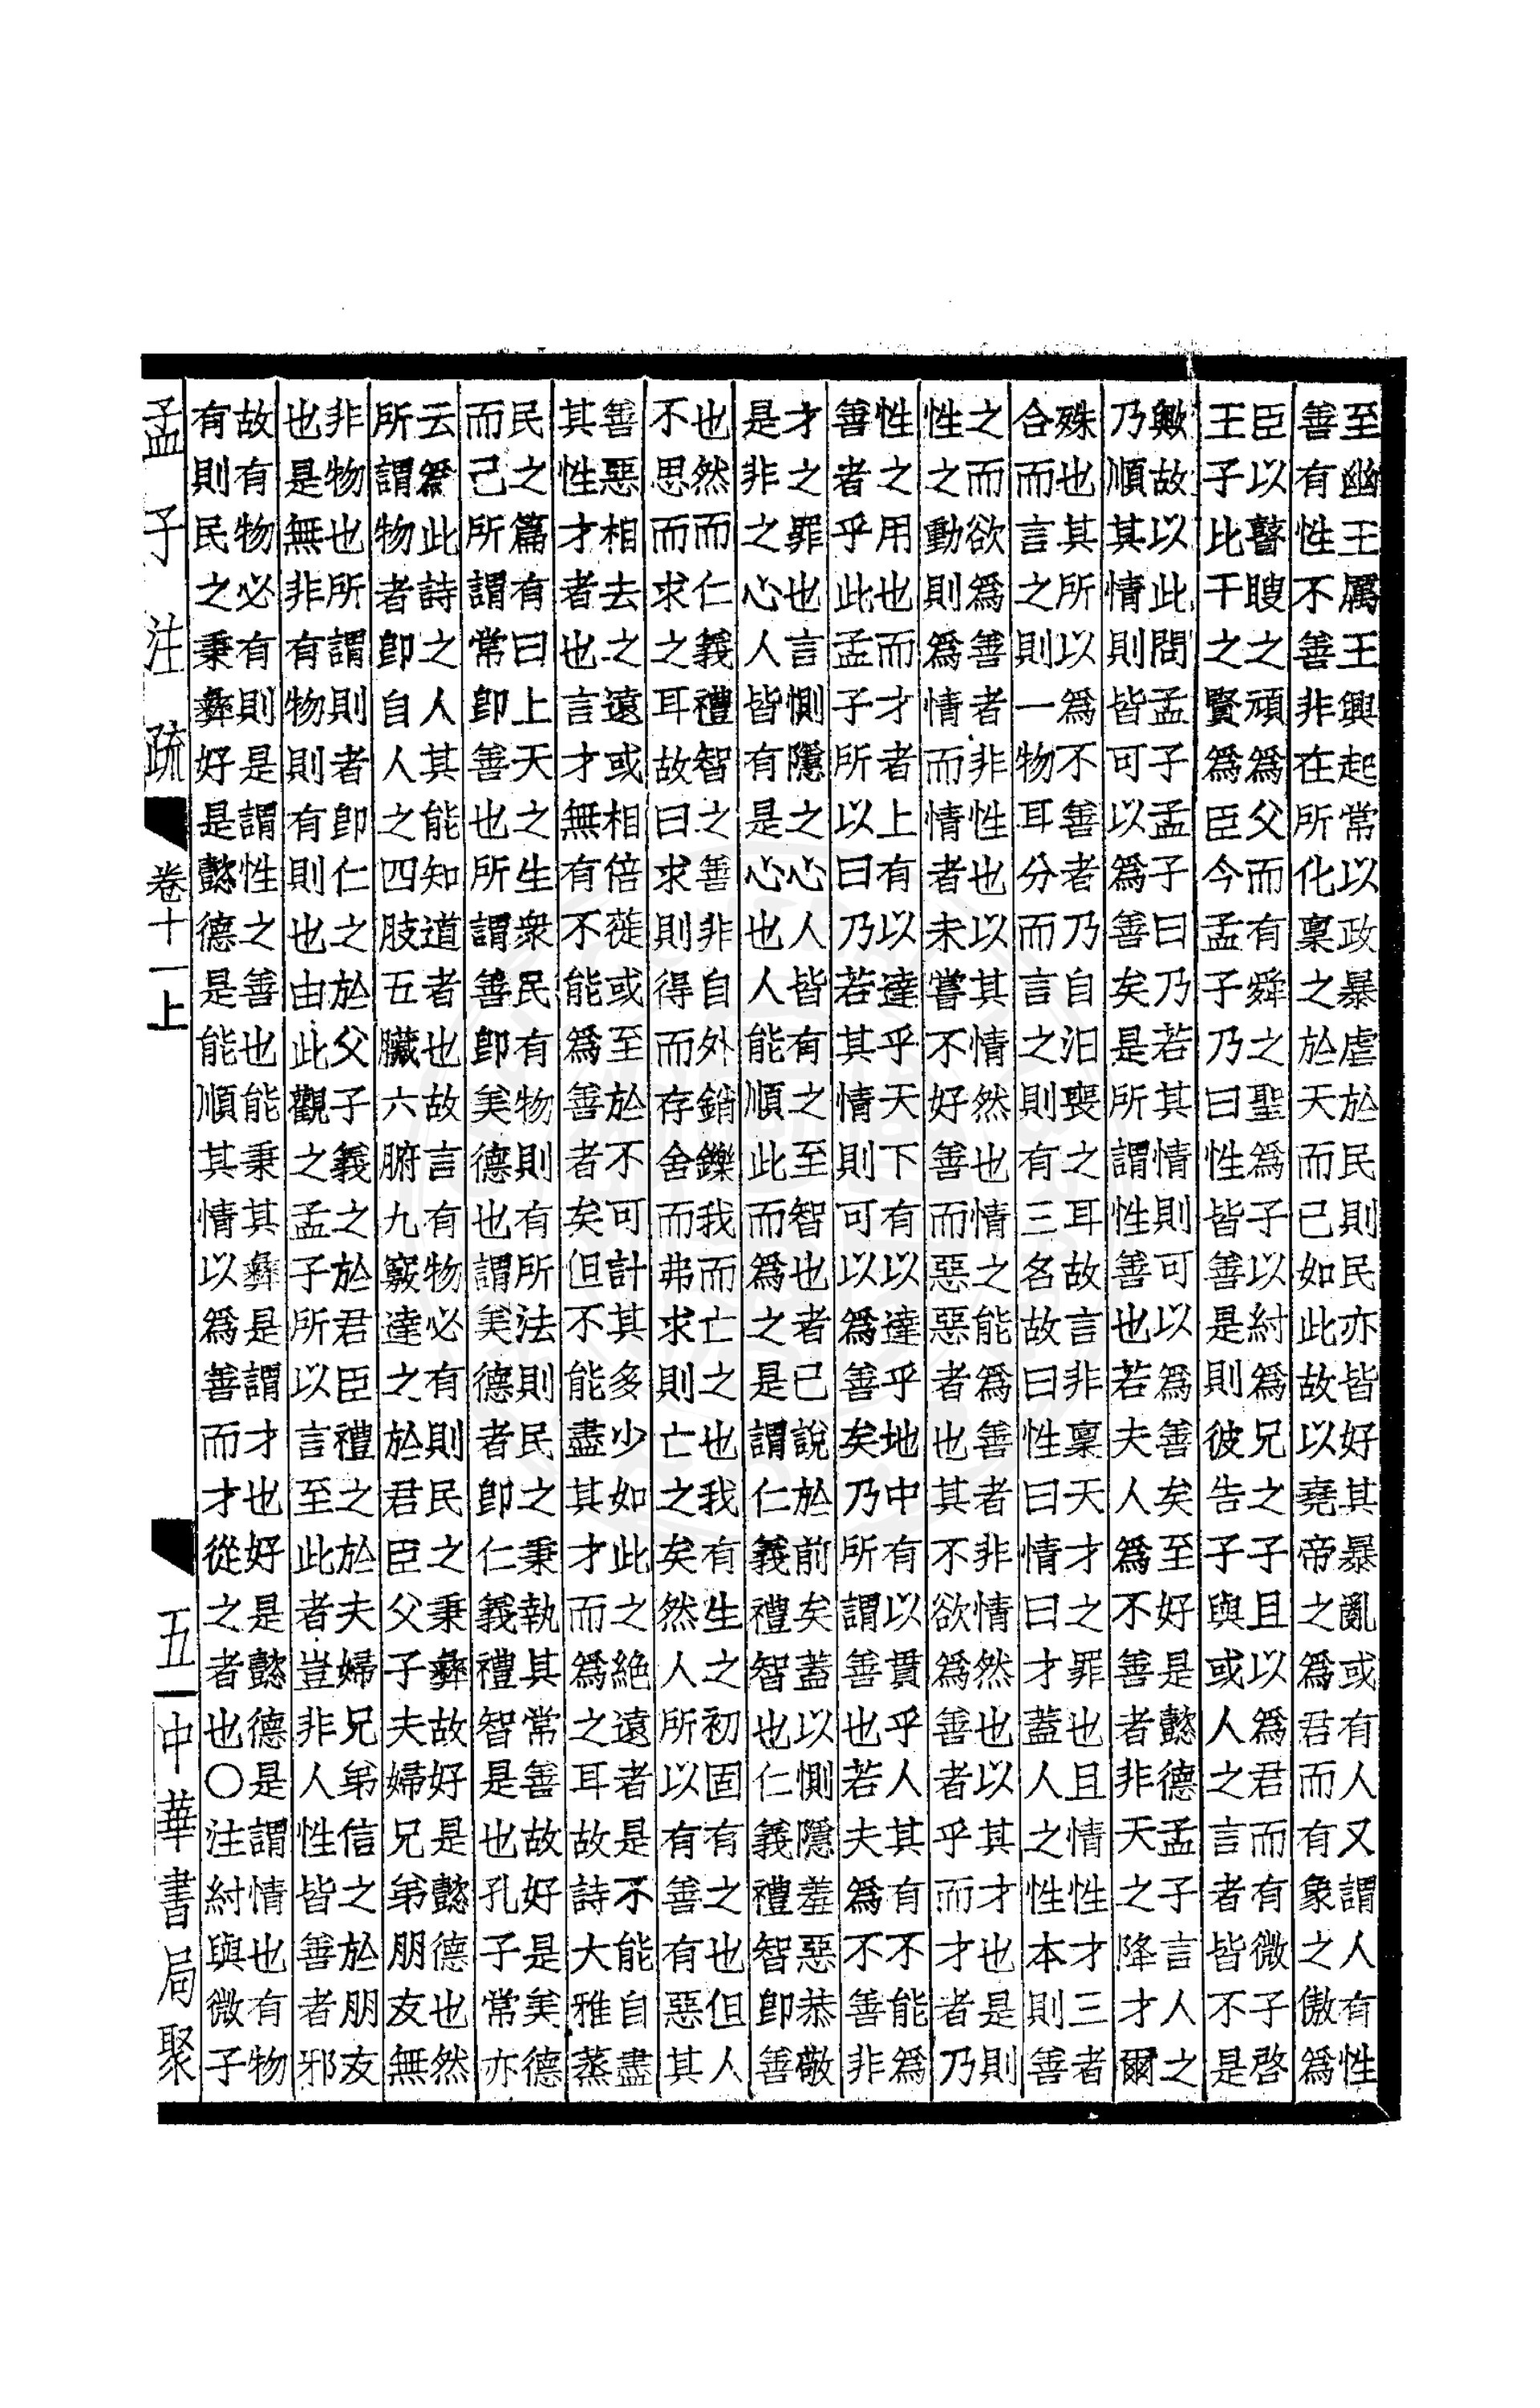 至幽王厲王興起常以政暴虐於民則民亦皆好其暴亂或有人又謂人有性
善有性不善非在所化稟之於天而已如此故以堯帝之爲君而有象之傲爲
臣以瞽瞍之頑爲父而有舜之聖爲子以紂爲兄之子且以爲君而有微子啓
王子比干之賢爲臣今孟子乃曰性皆善是則彼告子與或人之言者皆不是
歟故以此問孟子孟子曰乃若其情則可以爲善矣至好是懿德孟子言人之
乃順其情則皆可以爲善矣是所謂性善也若夫人爲不善者非天之降才爾
殊也其所以爲不善者乃自汨喪之耳故言非稟天才之罪也且情性才三者
合而言之則一物耳分而言之則有三名故曰性曰情曰才蓋人之性本則善
之而欲爲善者非性也以其情然也情之能爲善者非情然也以其才也是則
性之動則爲情而情者未嘗不好善而惡惡者也其不欲爲善者乎而才者乃
性之用也而才者上有以達乎天下有以達乎地中有以貫乎人其有不能爲
善者乎此孟子所以曰乃若其情則可以爲善矣乃所謂善也若夫爲不善非
才之罪也言惻隱之心人皆有之至智也者已說於前矣蓋以惻隱羞惡恭敬
是非之心人皆有是心也人能順此而爲之是謂仁義禮智也仁義禮智即善
也然而仁義禮智之善非自外銷鑠我而亡之也我有生之初固有之也但人
不思而求之耳故曰求則得而存舍而弗求則亡之矣然人所以有善有惡其
善惡相去之遠或相倍蓰或至於不可計其多少如此之絶遠者是不能自盡
其性才者也言才無有不能爲善者矣但不能盡其才而爲之耳故詩大雅蒸
民之篇有曰上天之生衆民有物則有所法則民之秉執其常善故好是美德
而己所謂常即善也所謂善即美德也謂美德者即仁義禮智是也孔子常亦
云爲此詩之人其能知道者也故言有物必有則民之秉彝故好是懿德也然
所謂物者即自人之四肢五臟六腑九竅達之於君臣父子夫婦兄弟朋友無
非物也所謂則者即仁之於父子義之於君臣禮之於夫婦兄弟信之於朋友
也是無非有物則有則也由此觀之孟子所以言至此者豈非人性皆善者邪
故有物必有則是謂性之善也能秉其彝是謂才也好是懿德是謂情也有物
有則民之秉彝好是懿德是能順其情以爲善而才從之者也○注紂與微子
孟子注疏 卷十一上 五 中華書局聚